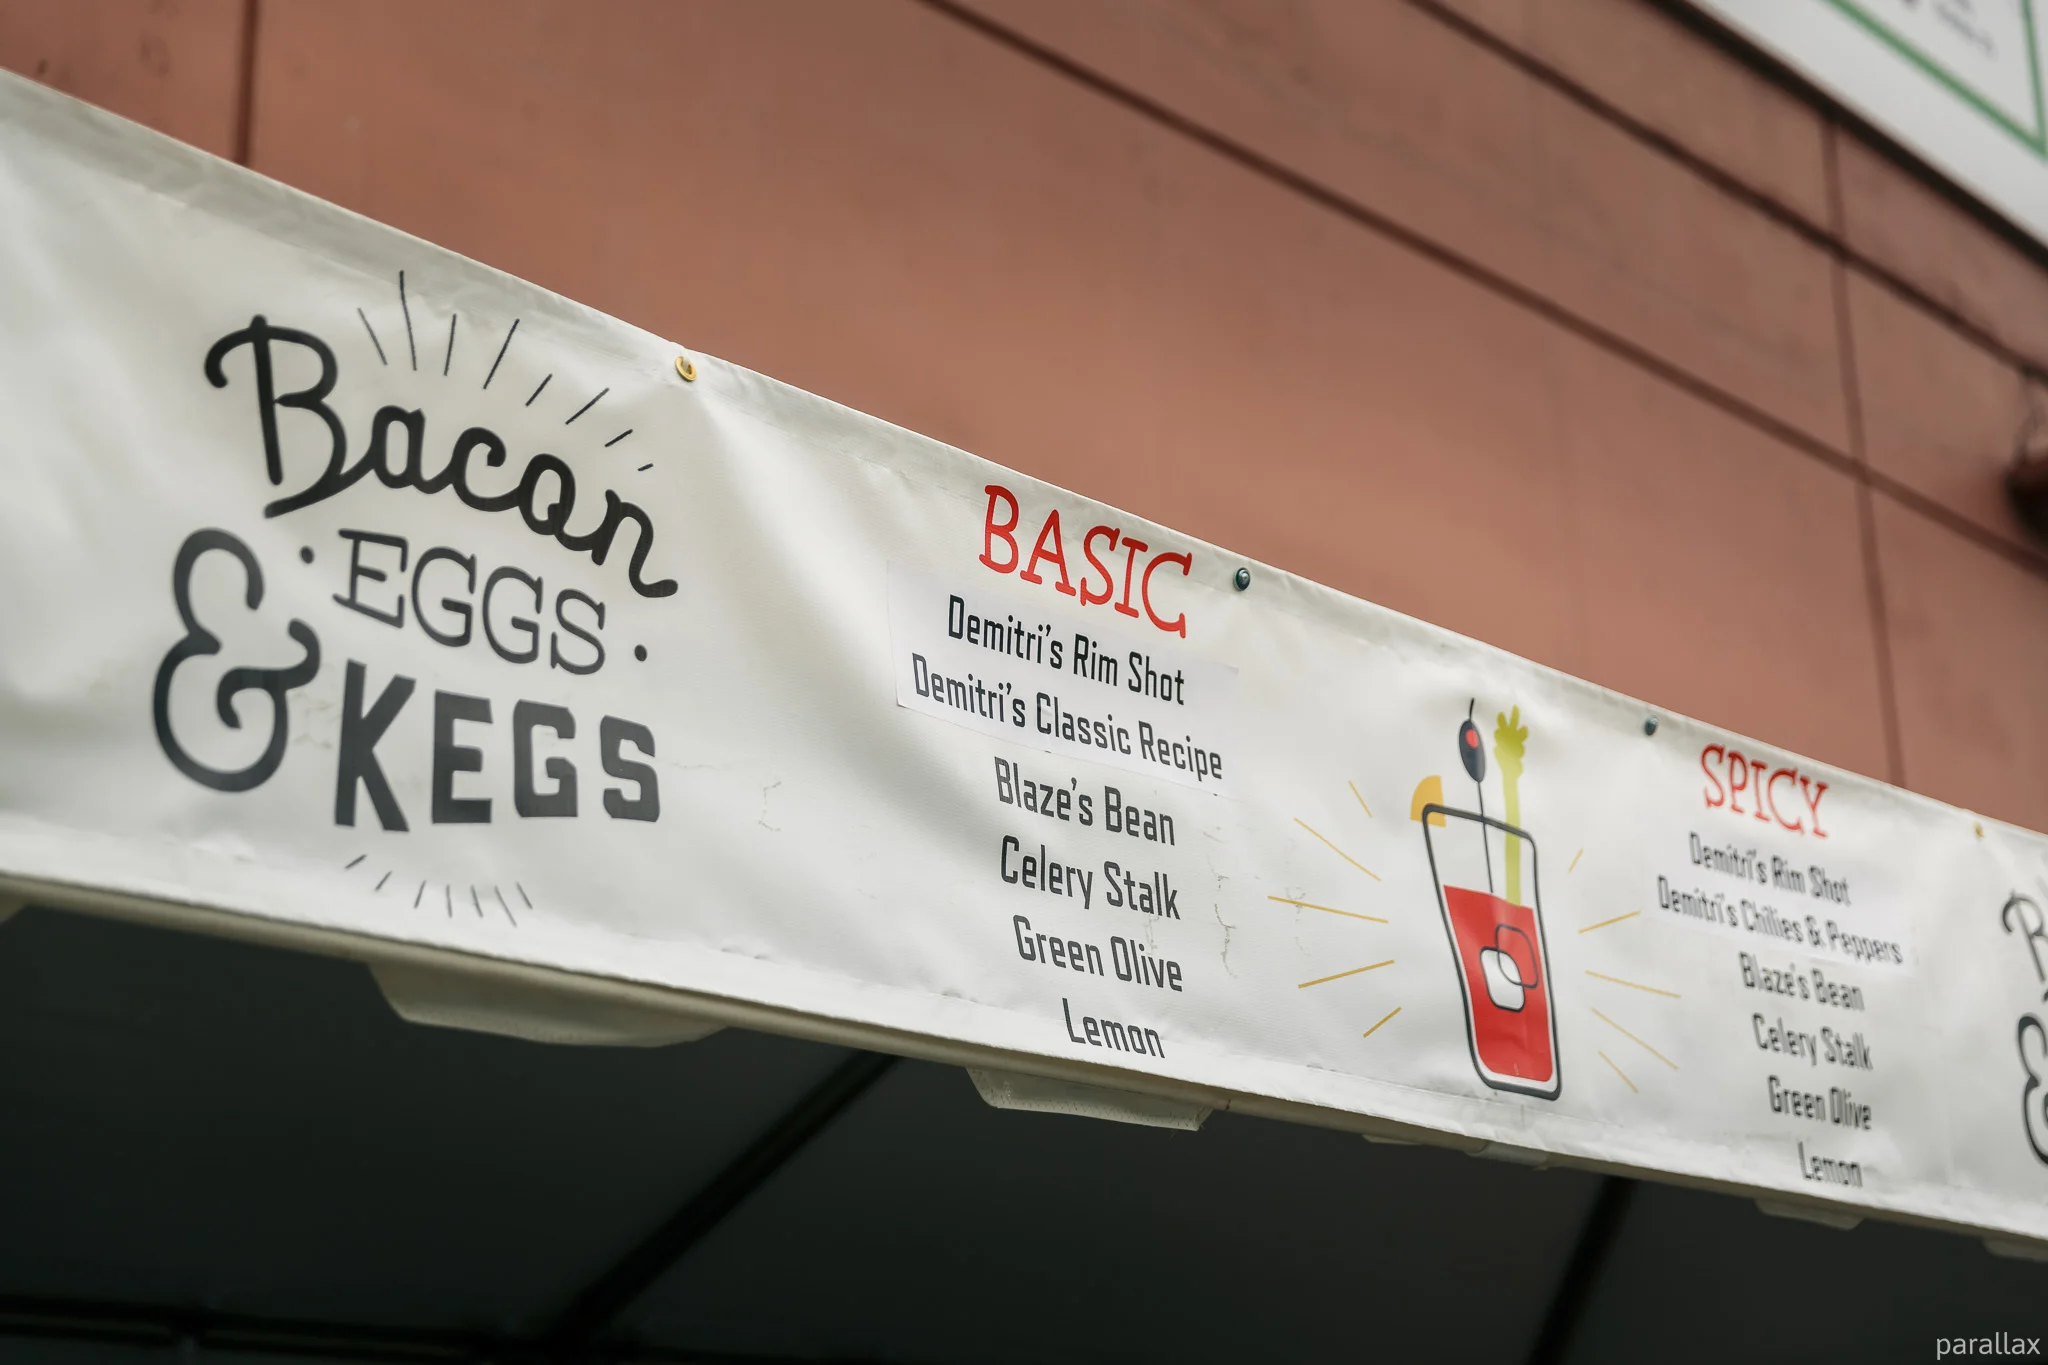 Bacon
EGGS
& KEGS
BASIC
Demitri's Rim Shot
Demitri's Classic Recipe
Blaze's Bean
Celery Stalk
Green Olive
Lemon
SPICY
Demitri's Rim Shot
Demitri's Chilies & Peppers
Blaze's Bean
Celery Stalk
Green Olive
Lemon
parallax